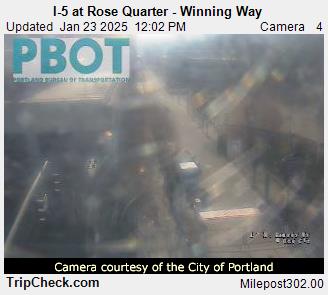 I-5 at Rose Quarter - Winning Way
Updated Jan 23 2025 12:02 PM Camera 4
PBOT
PORTLAND BUREAU OF TRANSPORTATION
Camera courtesy of the City of Portland
TripCheck.com Milepost302.00